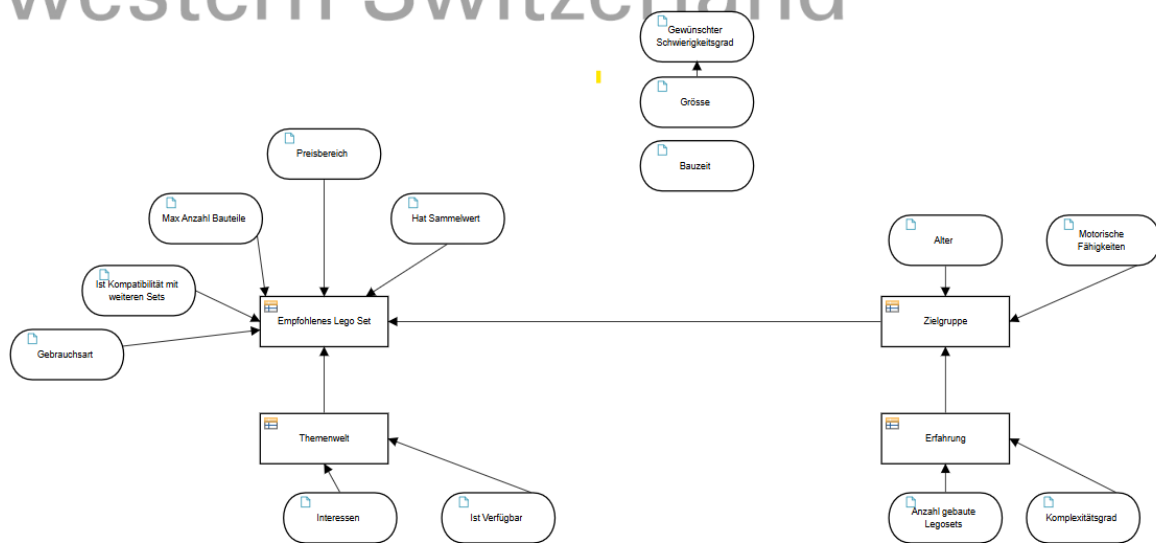 western Switzerland
Gewünschter
Schwierigkeitsgrad
Grösse
Bauzeit
Preisbereich
Max Anzahl Bauteile
Hat Sammelwert
Alter
Motorische
Fähigkeiten
Ist Kompatibilität mit
weiteren Sets
Empfohlenes Lego Set
Zielgruppe
Gebrauchsart
Themenwelt
Erfahrung
Interessen
Ist Verfügbar
Anzahl gebaute
Legosets
Komplexitätsgrad